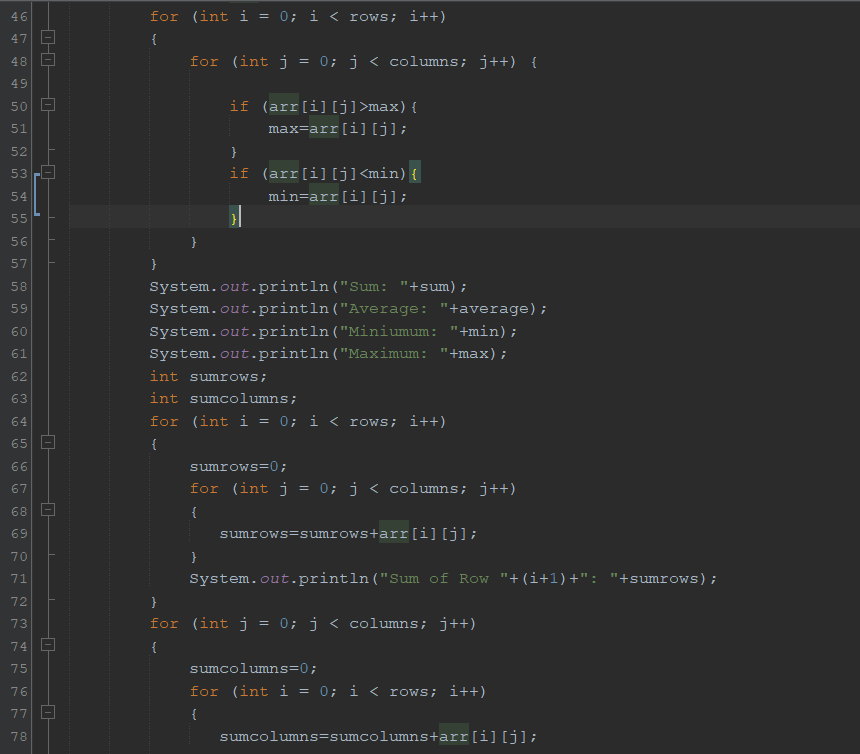 46 for (int i = 0; i < rows; i++)
47 {
48 for (int j = 0; j < columns; j++) {
49
50 if (arr[i][j]>max){
51 max=arr[i][j];
52 }
53 if (arr[i][j]<min){
54 min=arr[i][j];
55 }
56 }
57 }
58 System.out.println("Sum: "+sum);
59 System.out.println("Average: "+average);
60 System.out.println("Miniumum: "+min);
61 System.out.println("Maximum: "+max);
62 int sumrows;
63 int sumcolumns;
64 for (int i = 0; i < rows; i++)
65 {
66 sumrows=0;
67 for (int j = 0; j < columns; j++)
68 {
69 sumrows=sumrows+arr[i][j];
70 }
71 System.out.println("Sum of Row "+(i+1)+": "+sumrows);
72 }
73 for (int j = 0; j < columns; j++)
74 {
75 sumcolumns=0;
76 for (int i = 0; i < rows; i++)
77 {
78 sumcolumns=sumcolumns+arr[i][j];